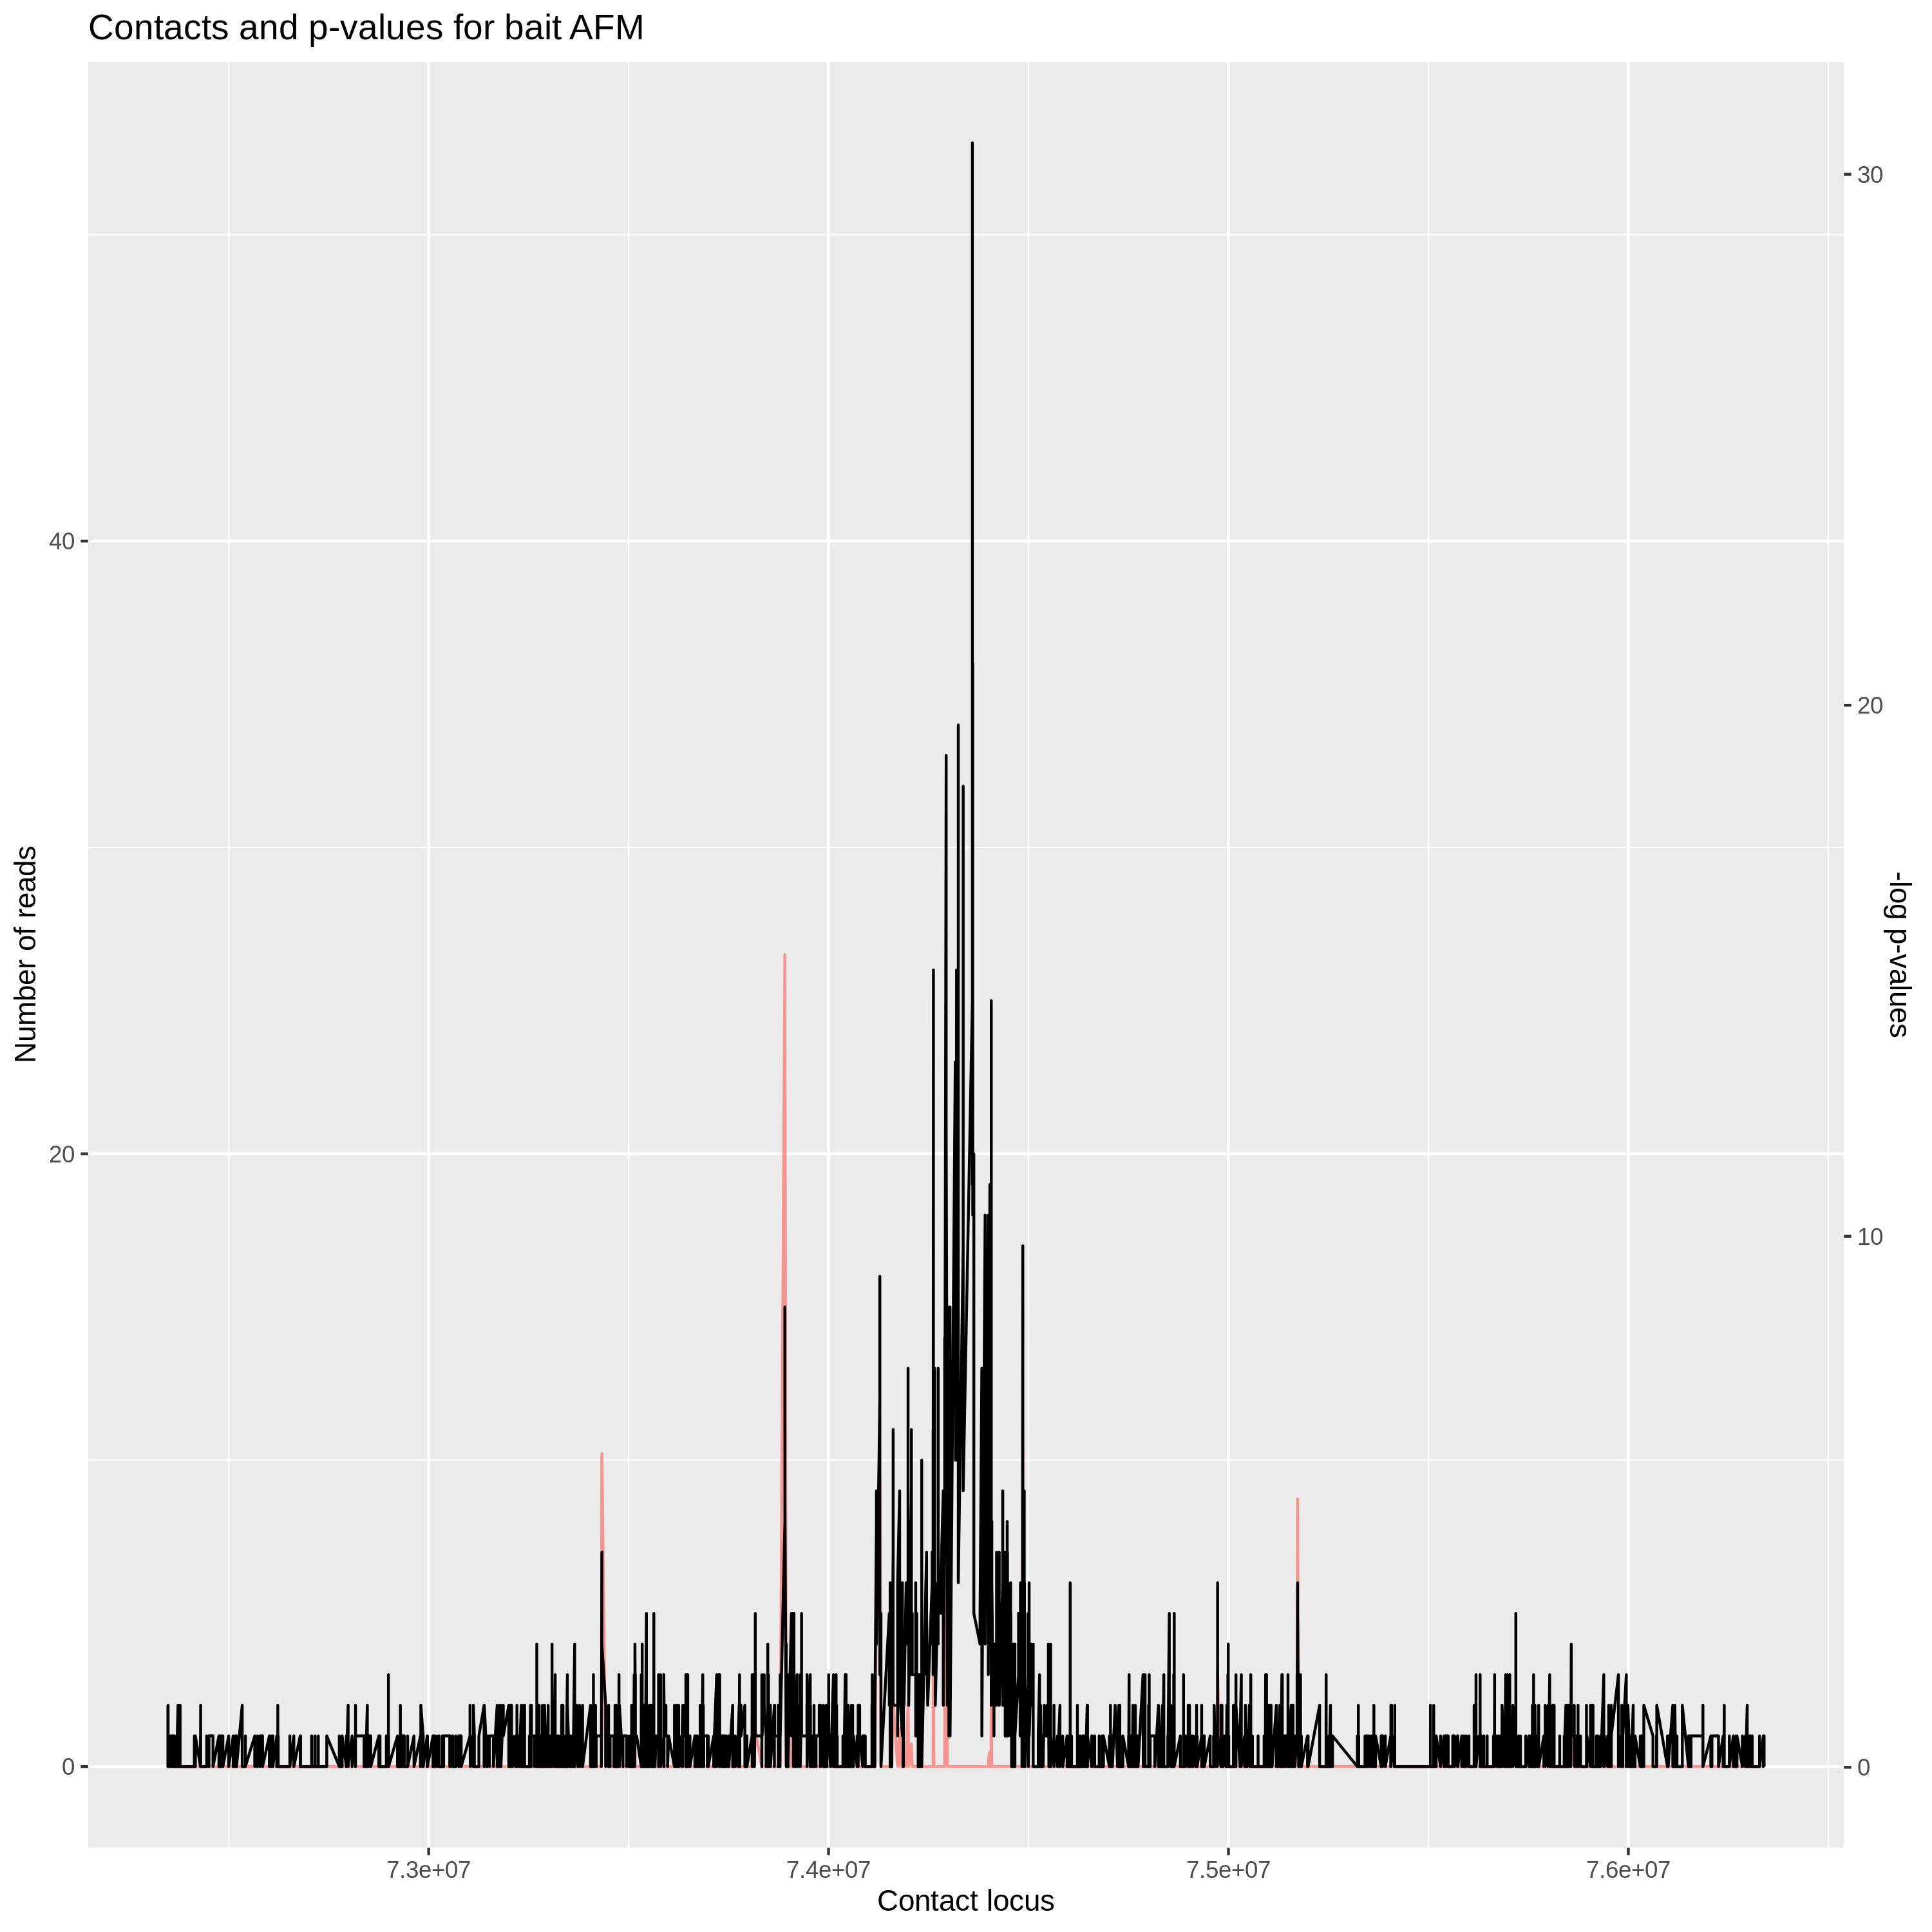 Contacts and p-values for bait AFM
30
40
20
Number of reads
-log p-values
20
10
0
0
7.3e+07
7.4e+07
7.5e+07
7.6e+07
Contact locus